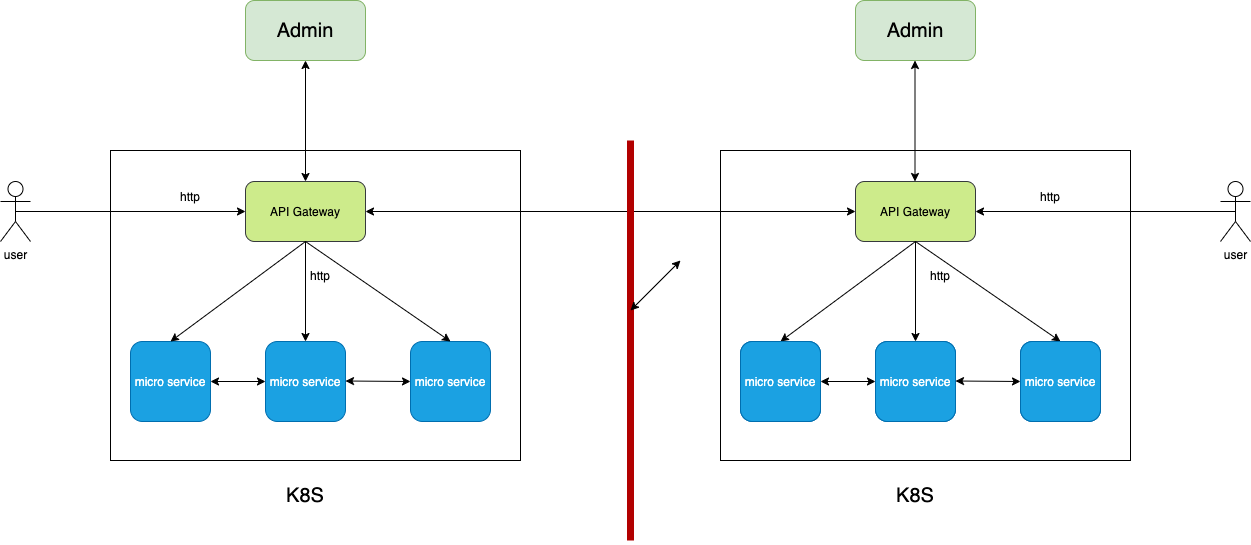 Admin
Admin
http
API Gateway
http
API Gateway
user
user
http
http
micro service
micro service
micro service
micro service
micro service
micro service
K8S
K8S